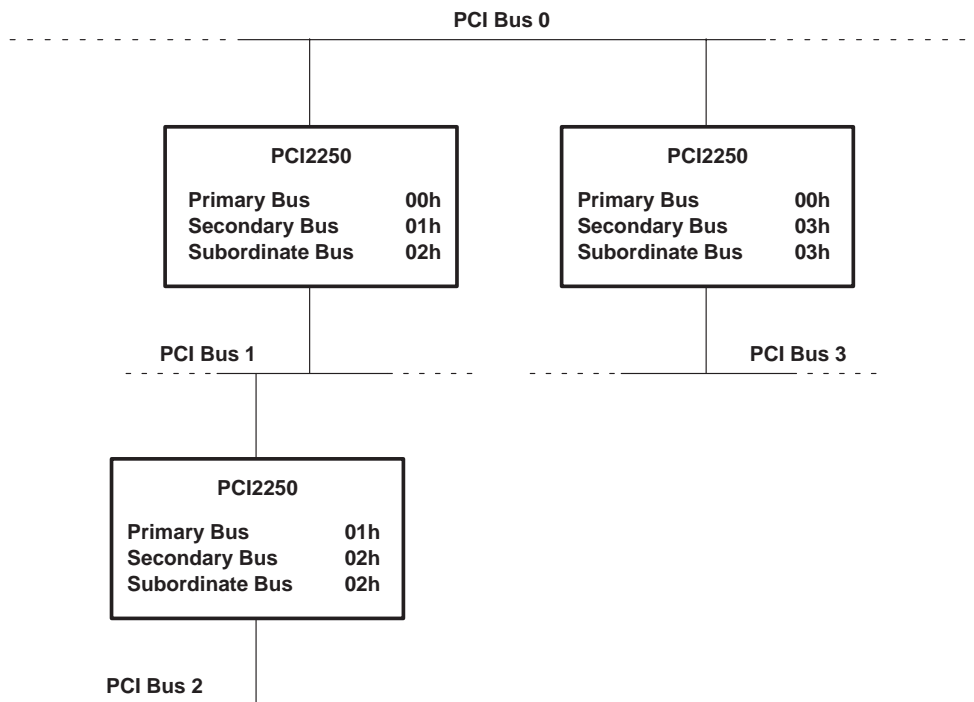 PCI Bus 0
PCI2250
Primary Bus 00h
Secondary Bus 01h
Subordinate Bus 02h
PCI2250
Primary Bus 00h
Secondary Bus 03h
Subordinate Bus 03h
PCI Bus 1
PCI Bus 3
PCI2250
Primary Bus 01h
Secondary Bus 02h
Subordinate Bus 02h
PCI Bus 2